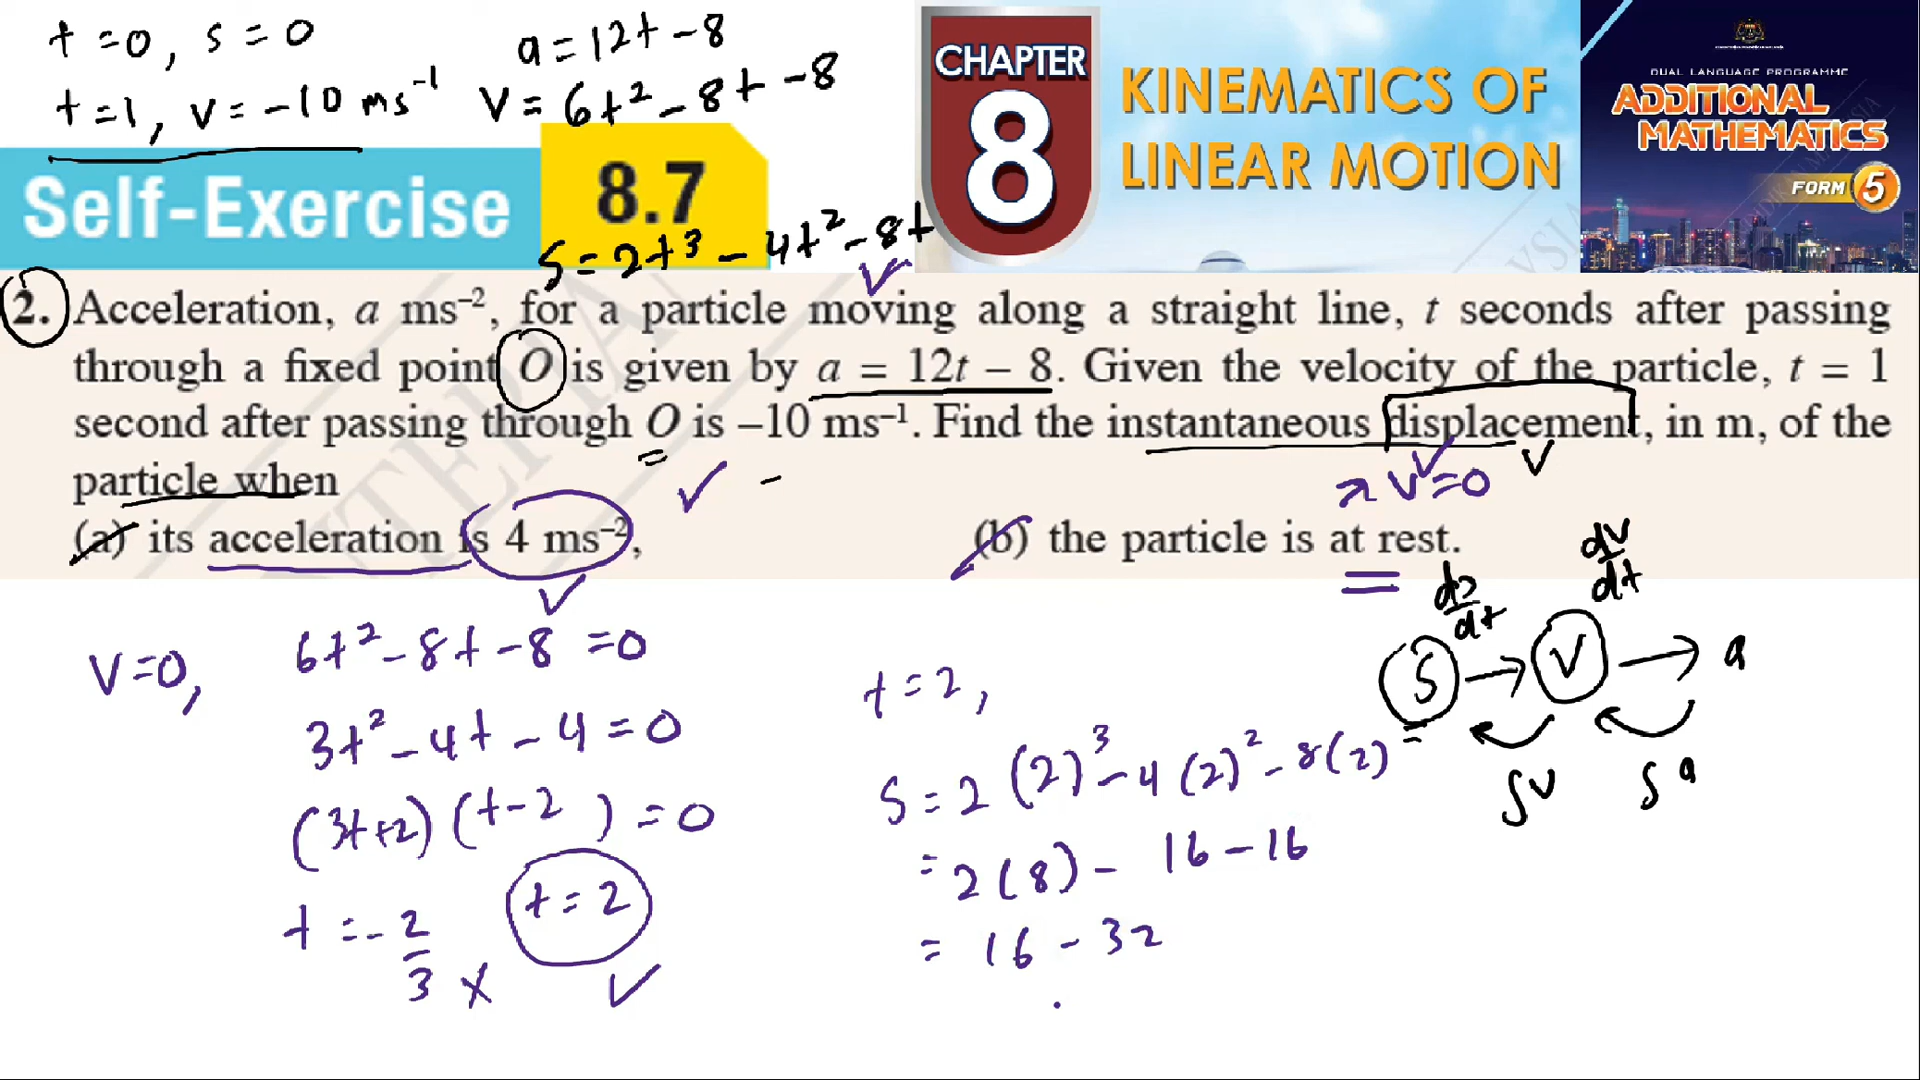 t=0, s=0
t=1, v=-10 ms⁻¹
a=12t-8
v=6t²-8t-8
CHAPTER
8
KINEMATICS OF
LINEAR MOTION
DUAL LANGUAGE PROGRAMME
ADDITIONAL
MATHEMATICS
FORM 5
Self-Exercise 8.7
s=2t³-4t²-8t
2. Acceleration, a ms⁻², for a particle moving along a straight line, t seconds after passing
through a fixed point O is given by a = 12t – 8. Given the velocity of the particle, t = 1
second after passing through O is –10 ms⁻¹. Find the instantaneous displacement, in m, of the
particle when
v=0
(a) its acceleration is 4 ms⁻²,
(b) the particle is at rest.
v=0,
6t²-8t-8=0
3t²-4t-4=0
(3t+2)(t-2)=0
t=-2/3 x
t=2
t=2,
s=2(2)³-4(2)²-8(2)
=2(8)-16-16
=16-32
ds/dt
dv/dt
s → v → a
∫v
∫a